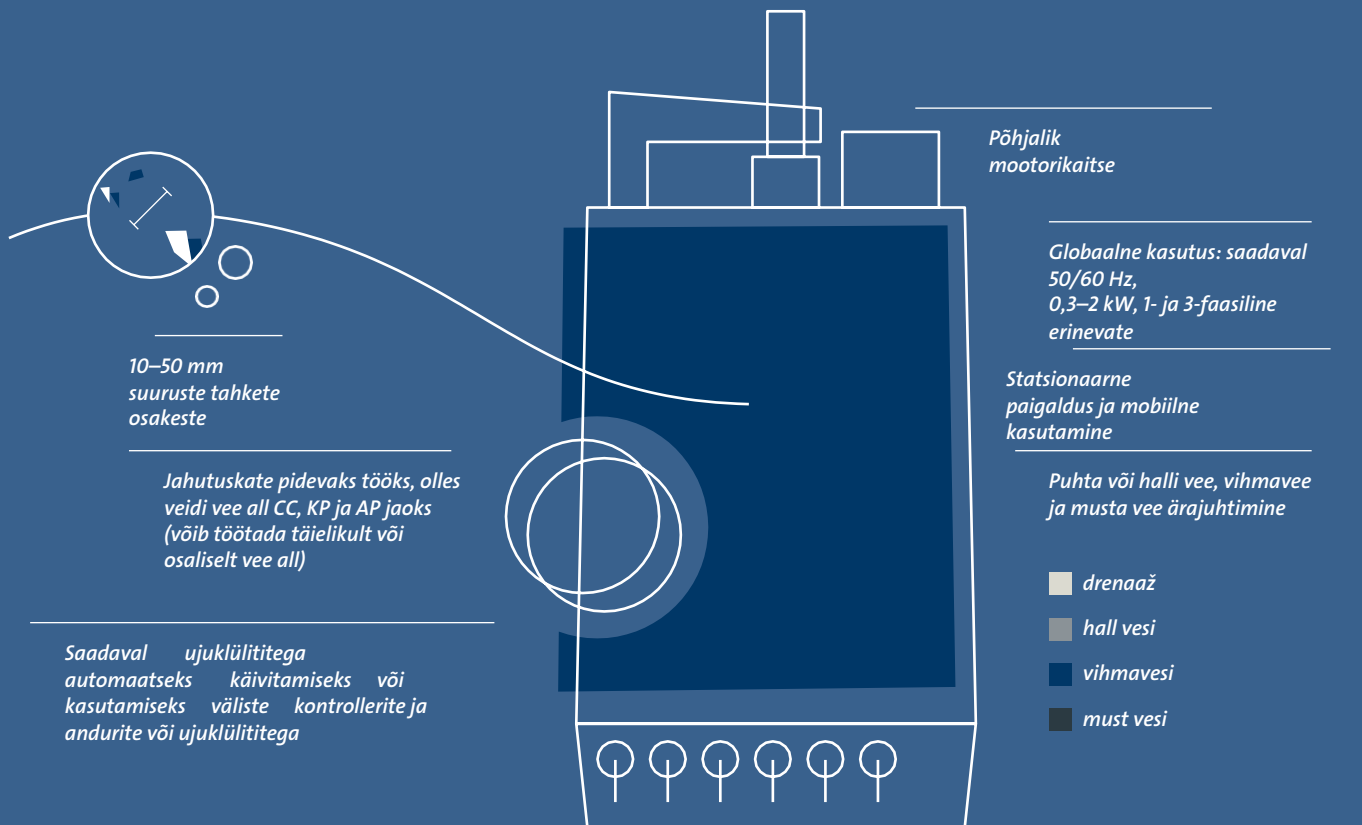 Põhjalik
mootorikaitse
Globaalne kasutus: saadaval
50/60 Hz,
0,3–2 kW, 1- ja 3-faasiline
erinevate
10–50 mm
suuruste tahkete
osakeste
Statsionaarne
paigaldus ja mobiilne
kasutamine
Jahutuskate pidevaks tööks, olles
veidi vee all CC, KP ja AP jaoks
(võib töötada täielikult või
osaliselt vee all)
Puhta või halli vee, vihmavee
ja musta vee ärajuhtimine
drenaaž
hall vesi
vihmavesi
must vesi
Saadaval ujuklülititega
automaatseks käivitamiseks või
kasutamiseks väliste kontrollerite ja
andurite või ujuklülititega